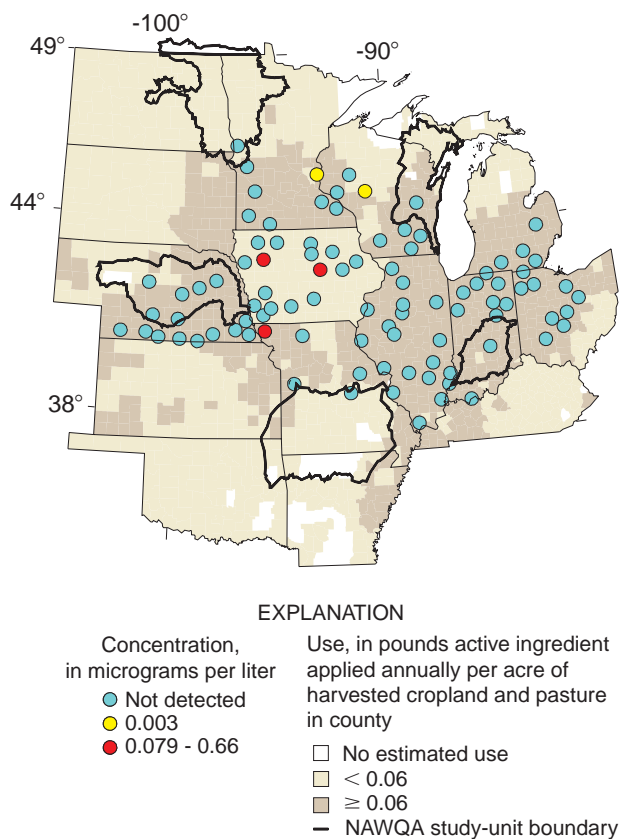 -100°
49°
-90°
44°
38°
EXPLANATION
Concentration,
in micrograms per liter
Not detected
0.003
0.079 - 0.66
Use, in pounds active ingredient
applied annually per acre of
harvested cropland and pasture
in county
No estimated use
< 0.06
≥ 0.06
NAWQA study-unit boundary